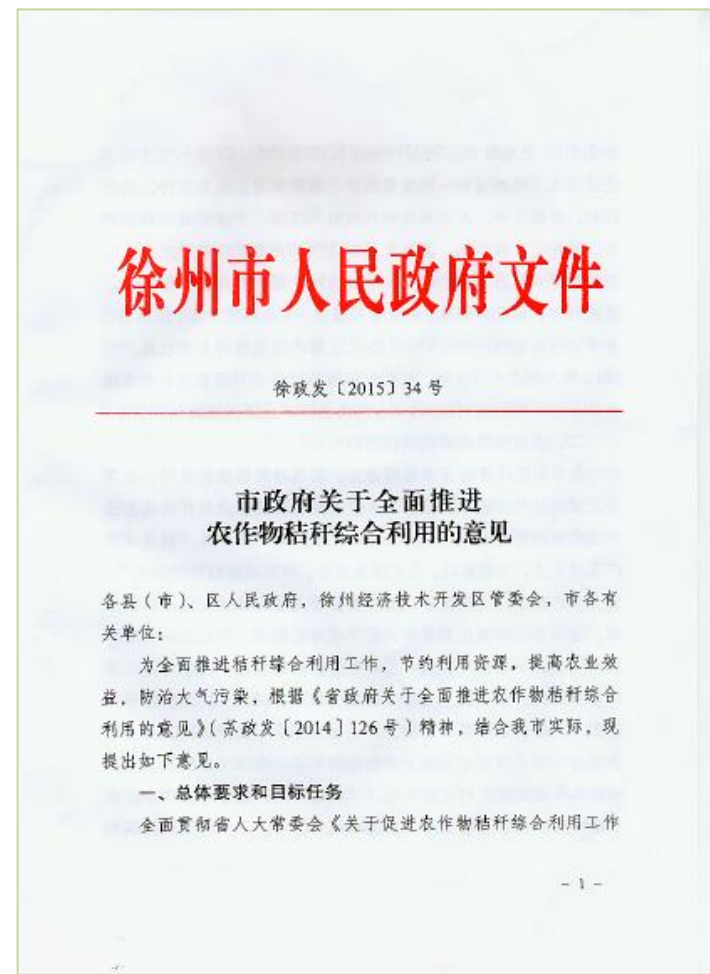 徐州市人民政府文件
徐政发〔2015〕34号
市政府关于全面推进
农作物秸秆综合利用的意见
各县（市）、区人民政府，徐州经济技术开发区管委会，市各有
关单位：
为全面推进秸秆综合利用工作，节约利用资源，提高农业效
益，防治大气污染，根据《省政府关于全面推进农作物秸秆综合
利用的意见》（苏政发〔2014〕126号）精神，结合我市实际，现
提出如下意见。
一、总体要求和目标任务
全面贯彻省人大常委会《关于促进农作物秸秆综合利用工作
- 1 -